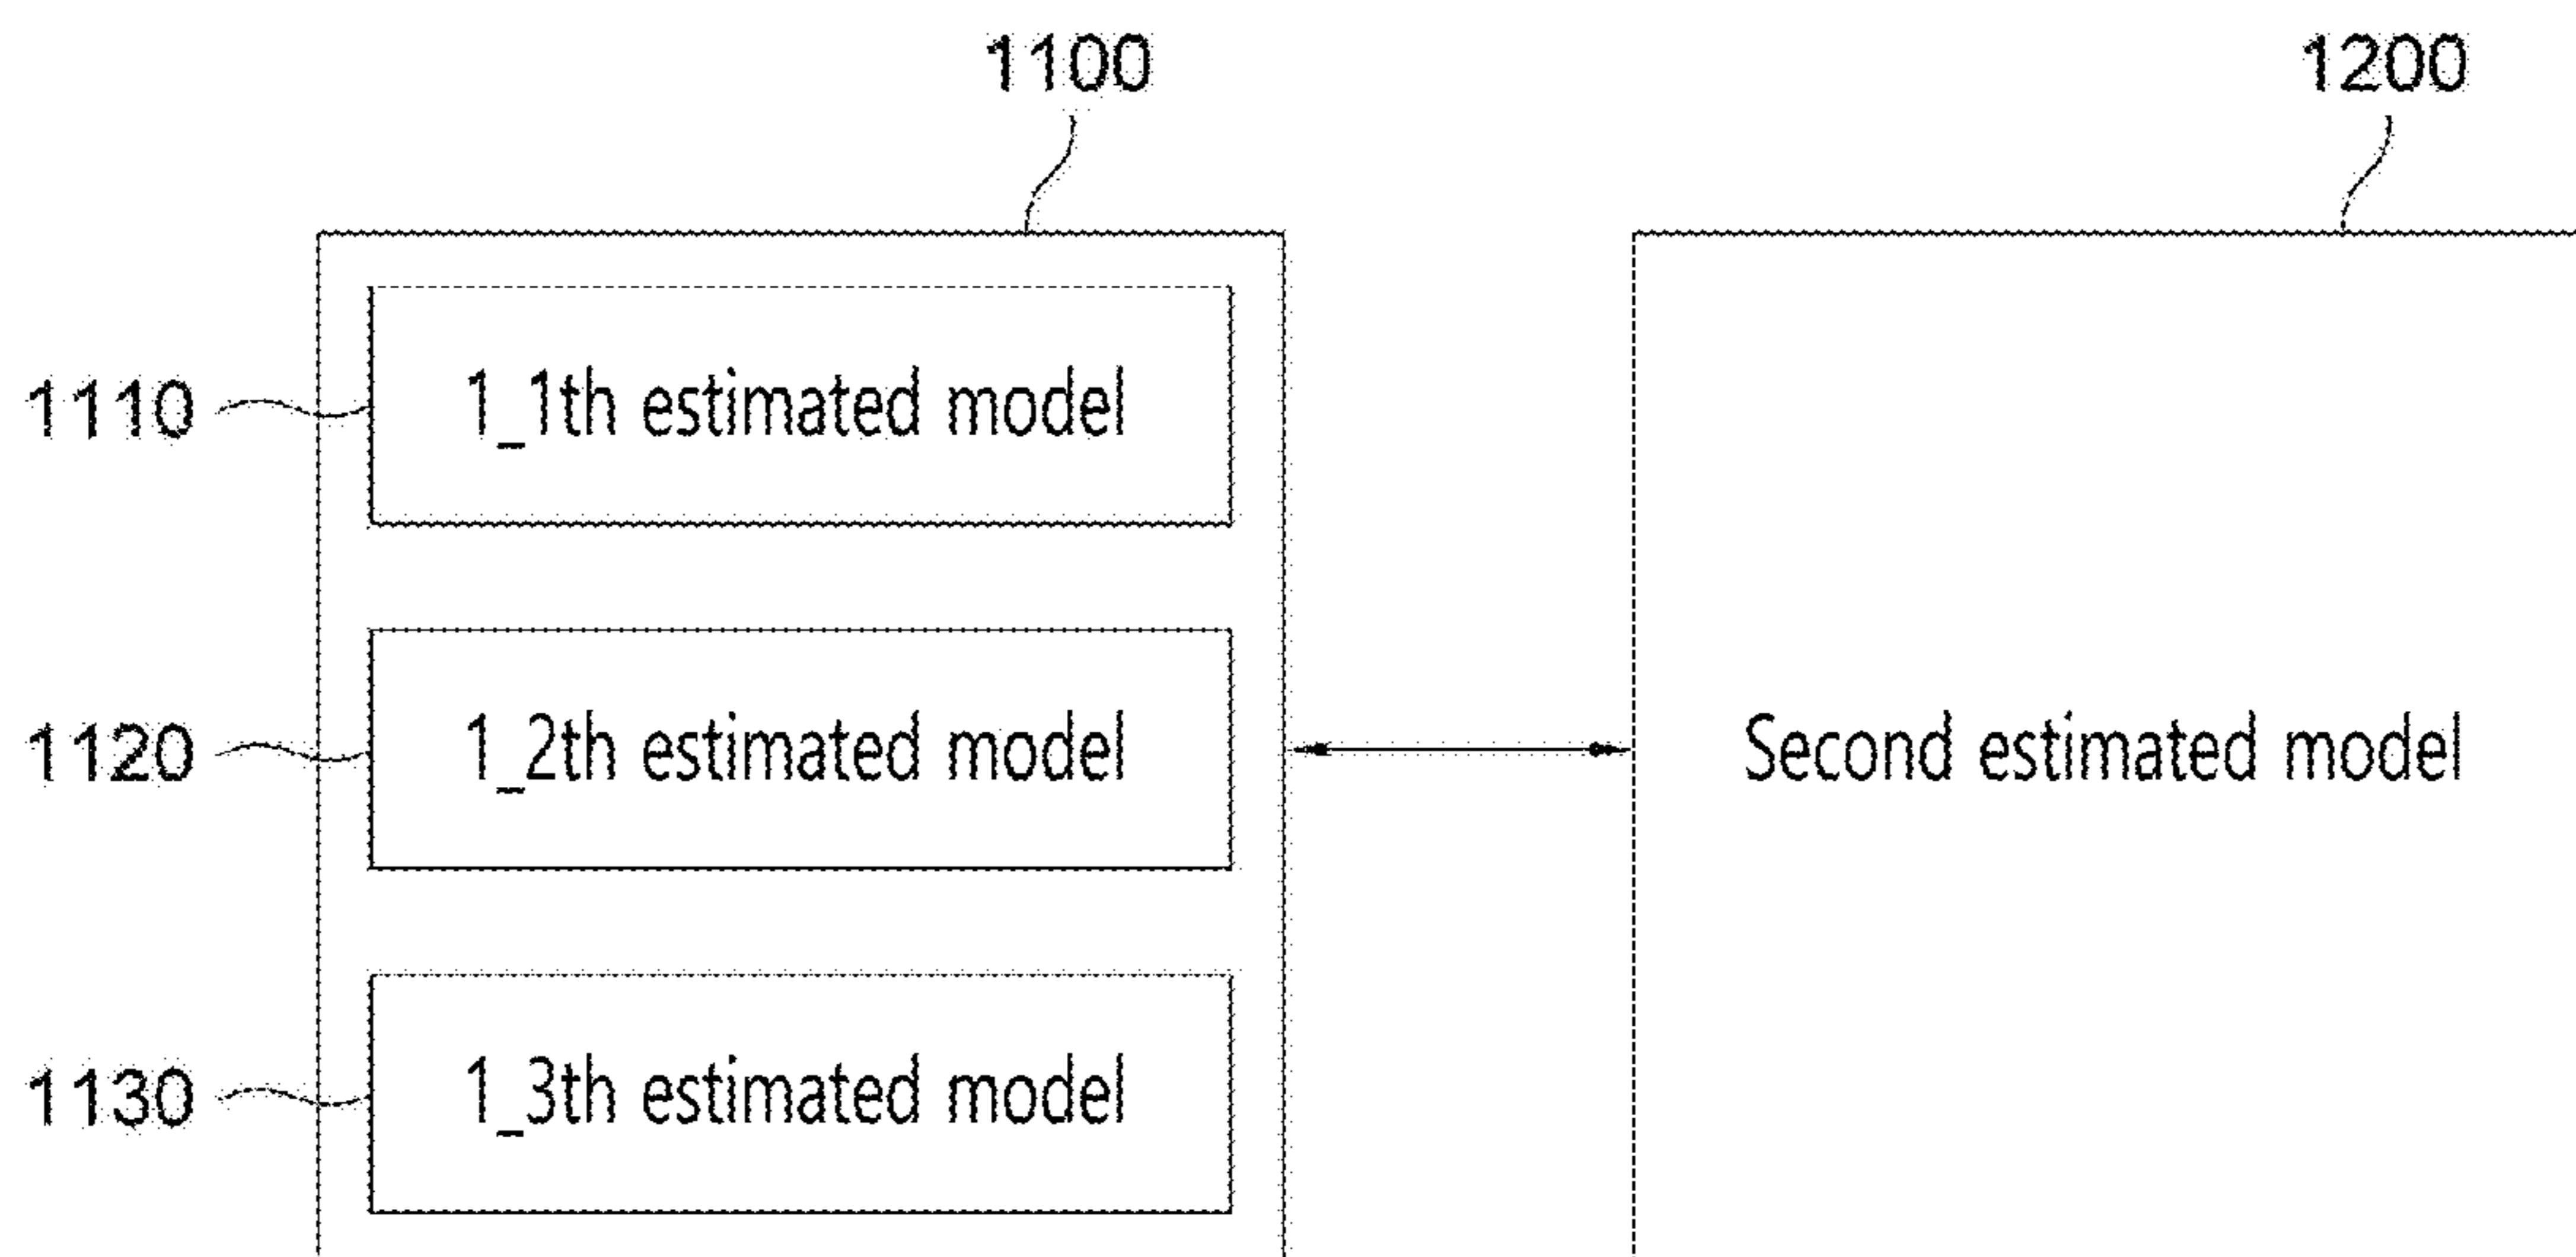 1100
1200
1110
1_1th estimated model
1120
1_2th estimated model
Second estimated model
1130
1_3th estimated model